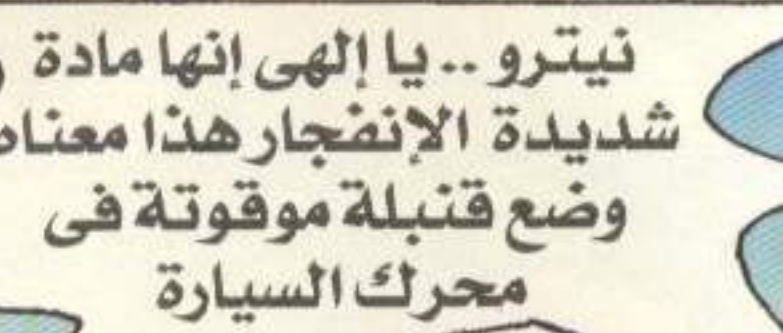 نيترو .. يا إلهى إنها مادة
شديدة الإنفجار هذا معناه
وضع قنبلة موقوتة فى
محرك السيارة